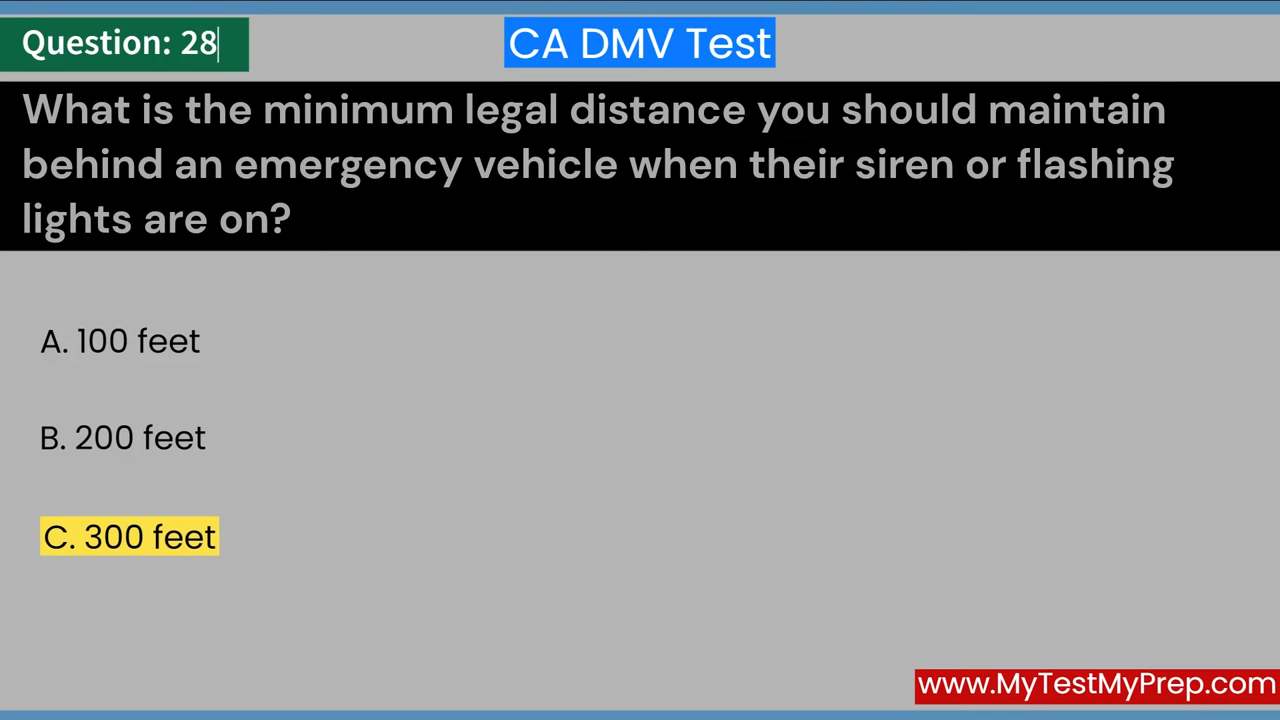 Question: 28
CA DMV Test
What is the minimum legal distance you should maintain
behind an emergency vehicle when their siren or flashing
lights are on?
A. 100 feet
B. 200 feet
C. 300 feet
www.MyTestMyPrep.com